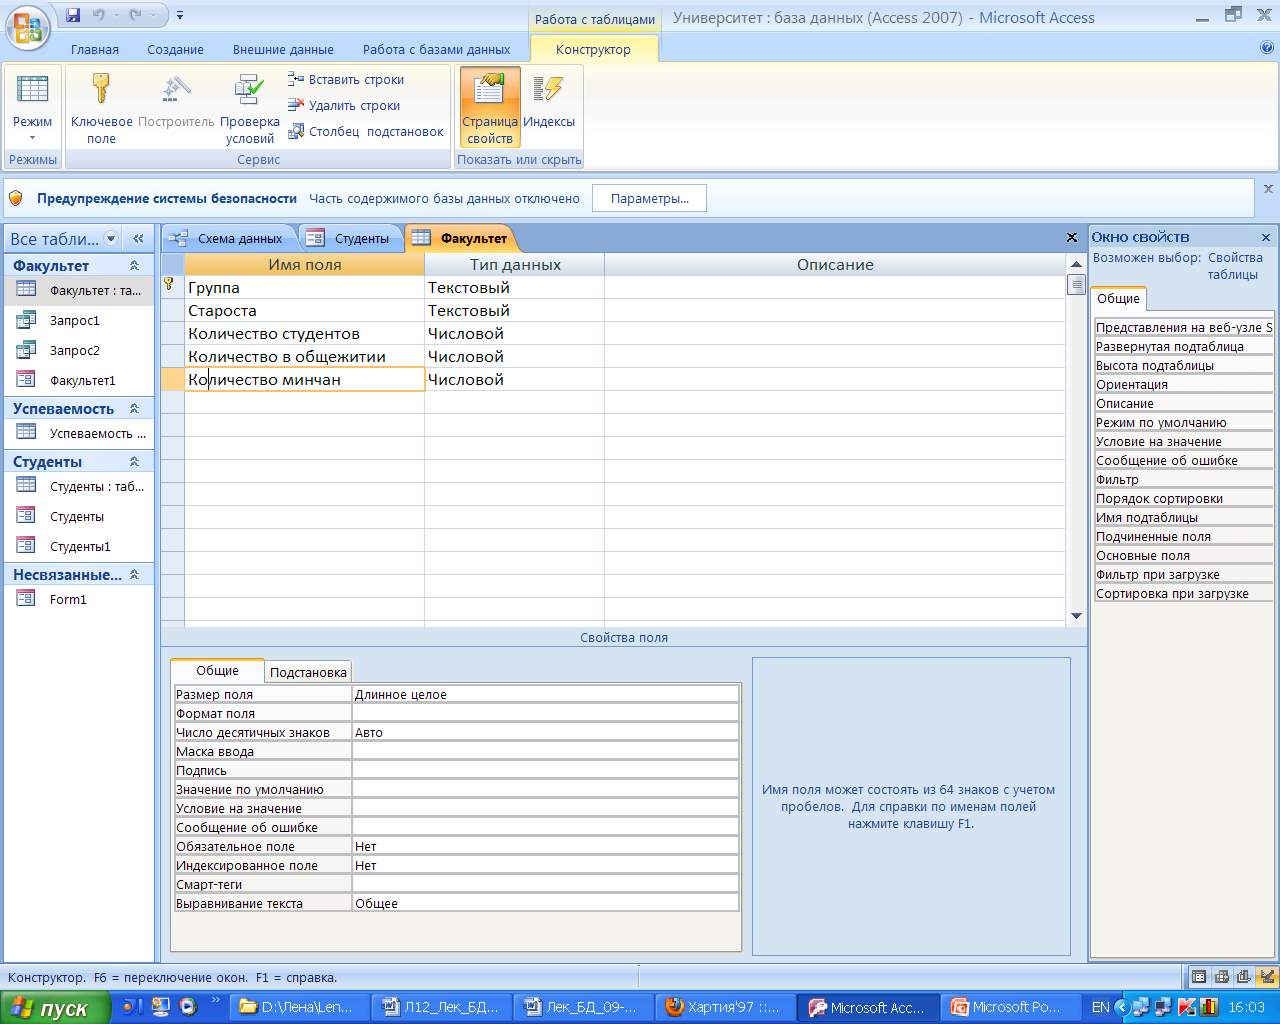 Работа с таблицами
Университет : база данных (Access 2007) - Microsoft Access
Главная
Создание
Внешние данные
Работа с базами данных
Конструктор
Режим
Ключевое поле
Построитель
Проверка условий
Вставить строки
Удалить строки
Столбец подстановок
Страница свойств
Индексы
Режимы
Сервис
Показать или скрыть
Предупреждение системы безопасности
Часть содержимого базы данных отключено
Параметры...
Все табли...
Факультет
Факультет : та...
Запрос1
Запрос2
Факультет1
Успеваемость
Успеваемость ...
Студенты
Студенты : таб...
Студенты
Студенты1
Несвязанные...
Form1
Схема данных
Студенты
Факультет
Имя поля
Тип данных
Описание
Группа
Текстовый
Староста
Текстовый
Количество студентов
Числовой
Количество в общежитии
Числовой
Количество минчан
Числовой
Свойства поля
Общие
Подстановка
Размер поля
Длинное целое
Формат поля
Число десятичных знаков
Авто
Маска ввода
Подпись
Значение по умолчанию
Условие на значение
Сообщение об ошибке
Обязательное поле
Нет
Индексированное поле
Нет
Смарт-теги
Выравнивание текста
Общее
Имя поля может состоять из 64 знаков с учетом
пробелов. Для справки по именам полей
нажмите клавишу F1.
Окно свойств
Возможен выбор: Свойства
таблицы
Общие
Представления на веб-узле S
Развернутая подтаблица
Высота подтаблицы
Ориентация
Описание
Режим по умолчанию
Условие на значение
Сообщение об ошибке
Фильтр
Порядок сортировки
Имя подтаблицы
Подчиненные поля
Основные поля
Фильтр при загрузке
Сортировка при загрузке
Конструктор. F6 = переключение окон. F1 = справка.
пуск
D:\Лена\Len...
Л12_Лек_БД...
Лек_БД_09-...
Хартия'97 ::...
Microsoft Acc...
Microsoft Po...
EN
16:03